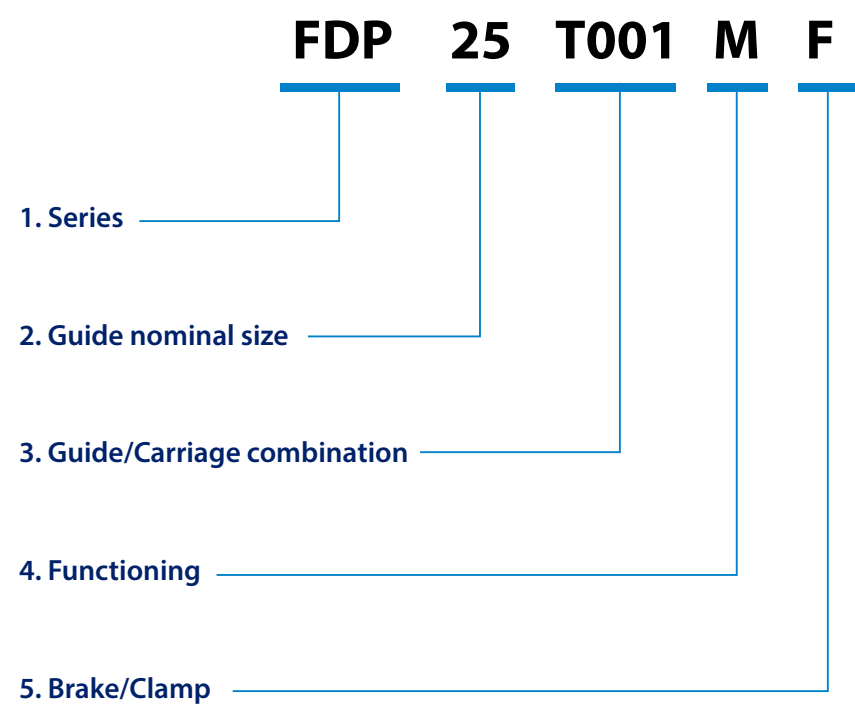 FDP 25 T001 M F
1. Series
2. Guide nominal size
3. Guide/Carriage combination
4. Functioning
5. Brake/Clamp